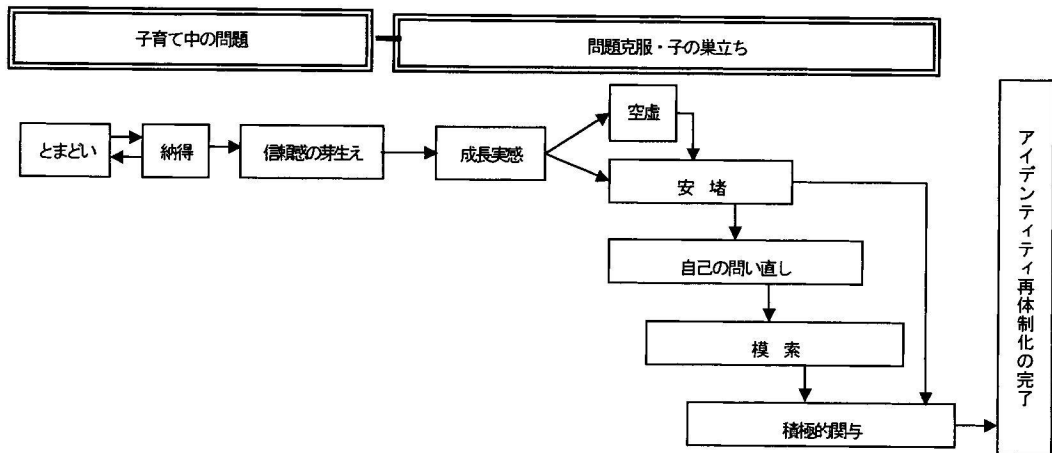 子育て中の問題
問題克服・子の巣立ち
とまどい
納得
信頼感の芽生え
成長実感
空虚
安 堵
自己の問い直し
模 索
積極的関与
アイデンティティ再体制化の完了